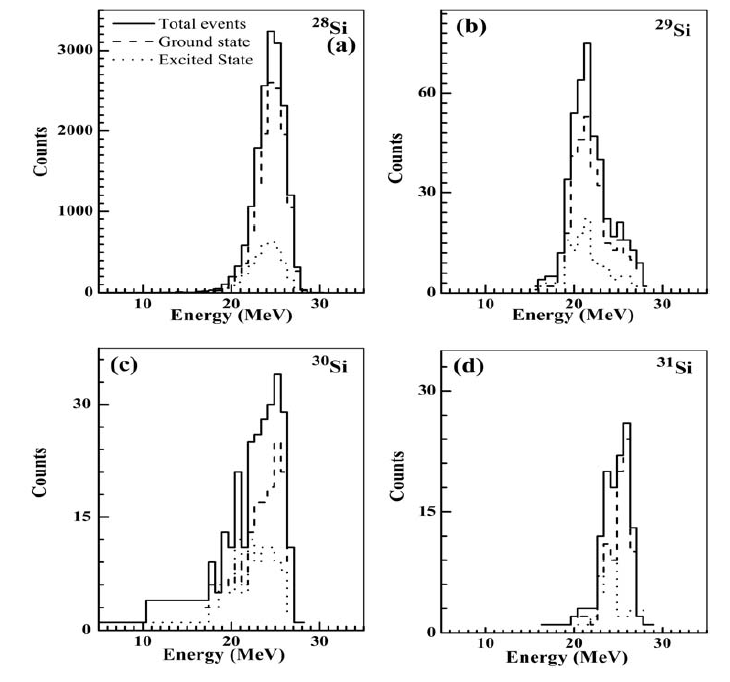 Total events
Ground state
Excited State
28Si
(a)
3000
2000
1000
0
Counts
10
20
30
Energy (MeV)
(b)
29Si
60
30
0
Counts
10
20
30
Energy (MeV)
(c)
30Si
30
15
0
Counts
10
20
30
Energy (MeV)
(d)
31Si
30
15
0
Counts
10
20
30
Energy (MeV)